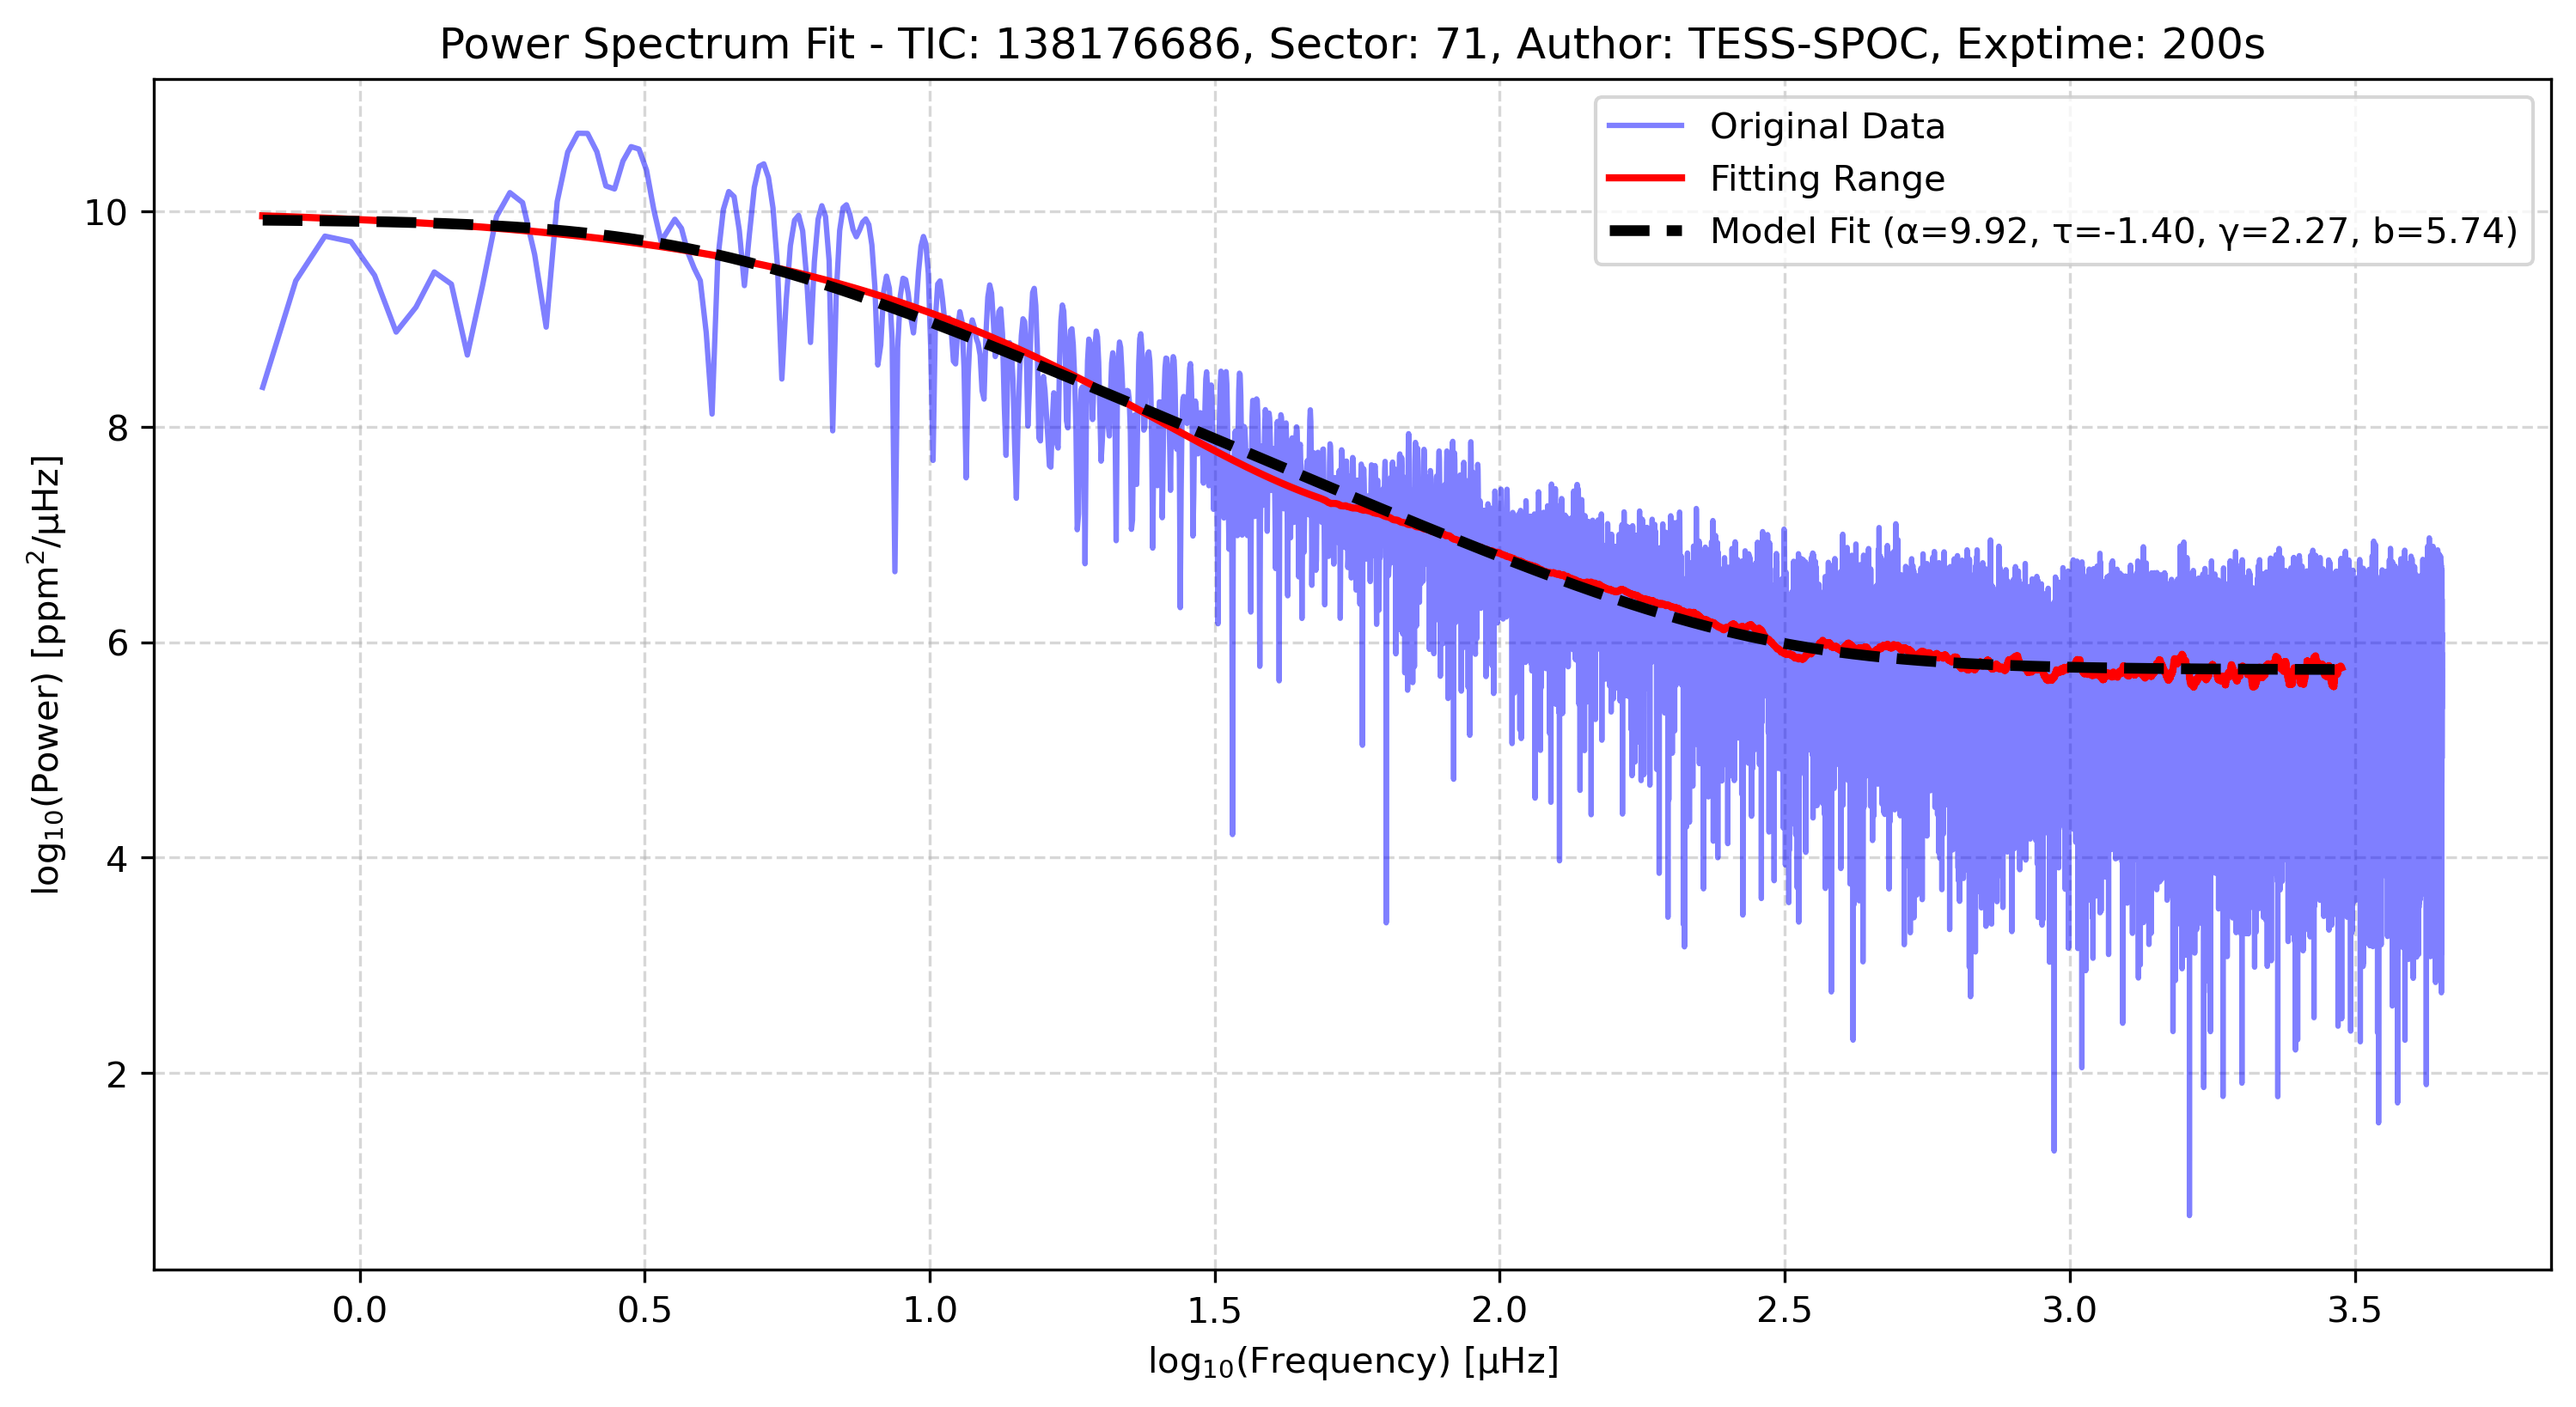 Power Spectrum Fit - TIC: 138176686, Sector: 71, Author: TESS-SPOC, Exptime: 200s
Original Data
Fitting Range
Model Fit (α=9.92, τ=-1.40, γ=2.27, b=5.74)
log₁₀(Power) [ppm²/μHz]
10
8
6
4
2
0.0 0.5 1.0 1.5 2.0 2.5 3.0 3.5
log₁₀(Frequency) [μHz]